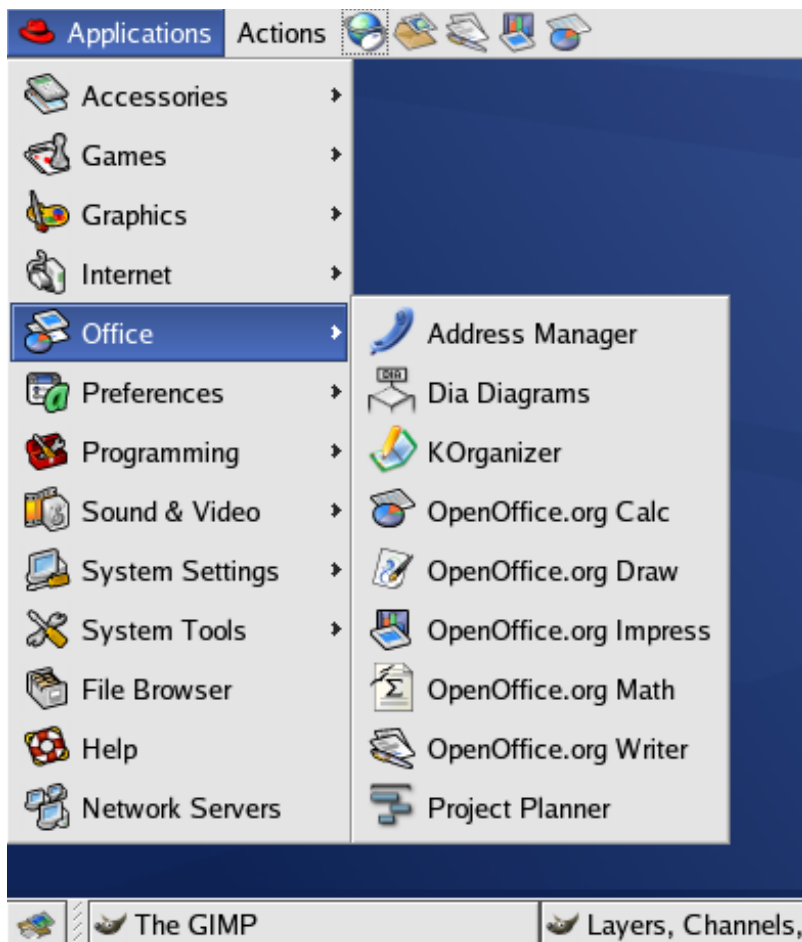 Applications Actions
Accessories
Games
Graphics
Internet
Office
Preferences
Programming
Sound & Video
System Settings
System Tools
File Browser
Help
Network Servers
Address Manager
DIA
Dia Diagrams
KOrganizer
OpenOffice.org Calc
OpenOffice.org Draw
OpenOffice.org Impress
Σ
OpenOffice.org Math
OpenOffice.org Writer
Project Planner
The GIMP
Layers, Channels,